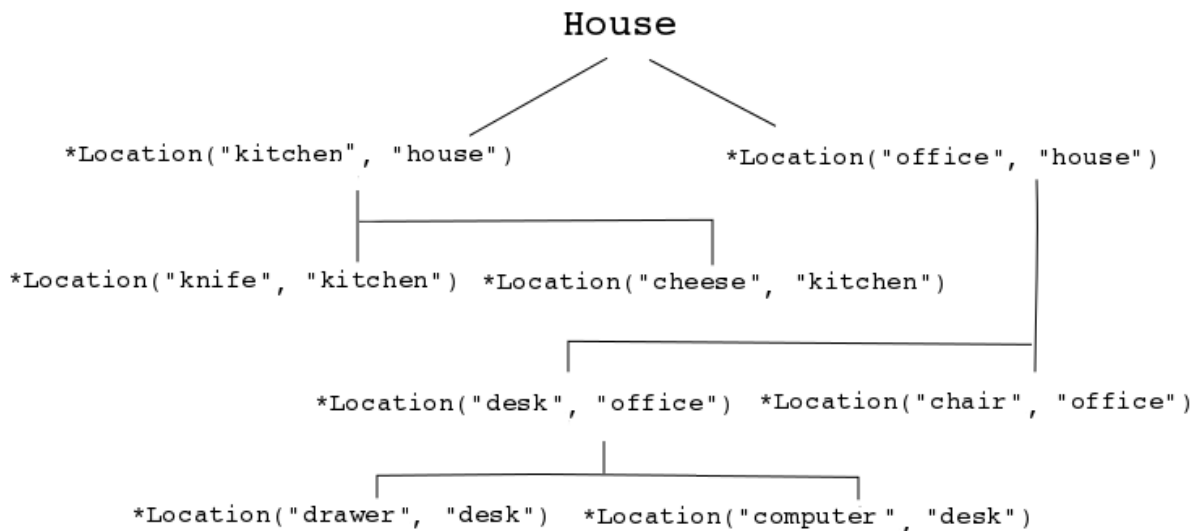 House
*Location("kitchen", "house")
*Location("office", "house")
*Location("knife", "kitchen")
*Location("cheese", "kitchen")
*Location("desk", "office")
*Location("chair", "office")
*Location("drawer", "desk")
*Location("computer", "desk")